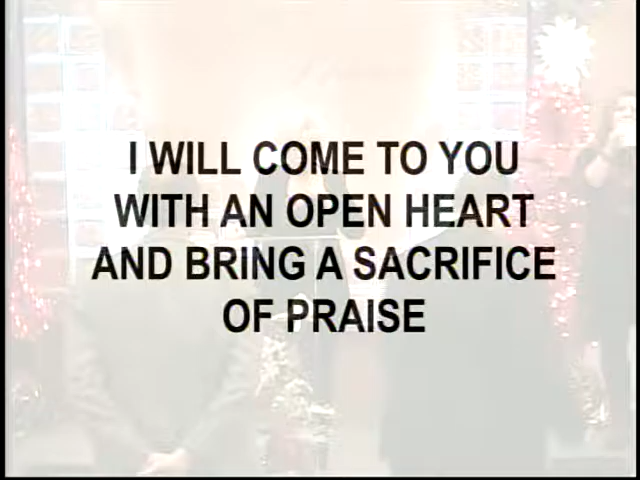 I WILL COME TO YOU
WITH AN OPEN HEART
AND BRING A SACRIFICE
OF PRAISE